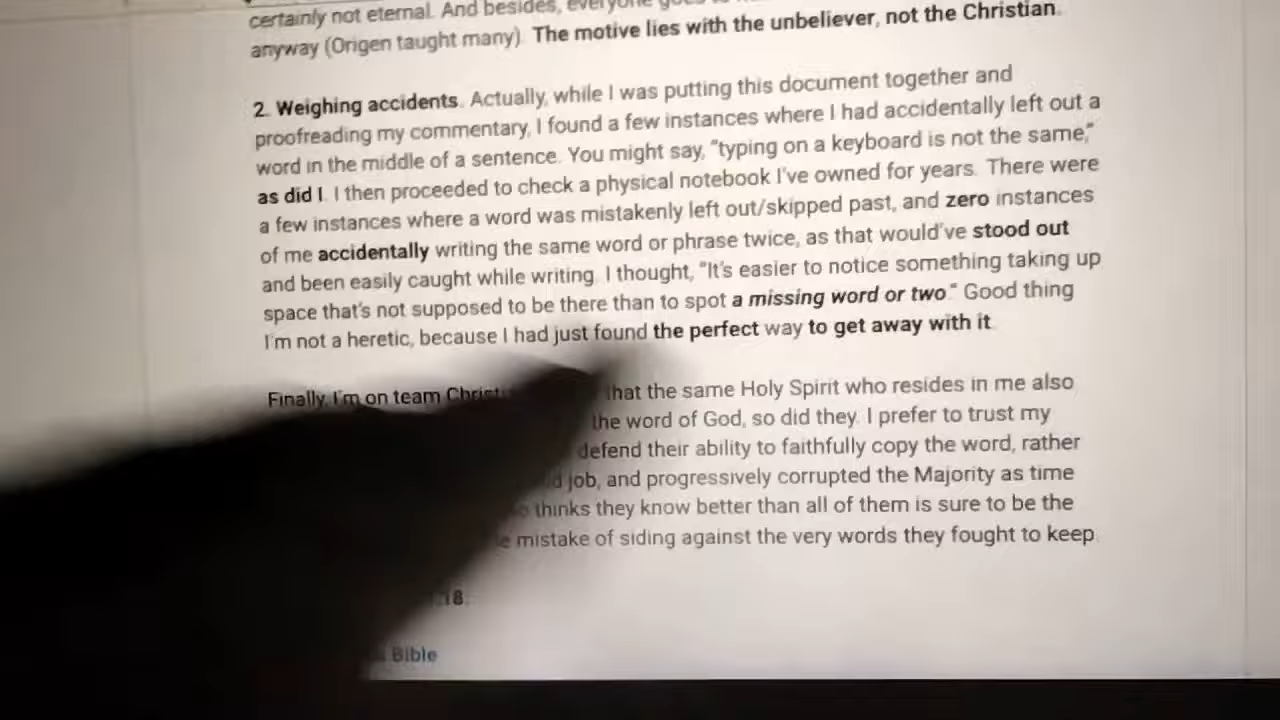 certainly not eternal. And besides, everyone
anyway (Origen taught many). The motive lies with the unbeliever, not the Christian.
2. Weighing accidents. Actually, while I was putting this document together and
proofreading my commentary, I found a few instances where I had accidentally left out a
word in the middle of a sentence. You might say, "typing on a keyboard is not the same,"
as did I. I then proceeded to check a physical notebook I've owned for years. There were
a few instances where a word was mistakenly left out/skipped past, and zero instances
of me accidentally writing the same word or phrase twice, as that would've stood out
and been easily caught while writing. I thought, "It's easier to notice something taking up
space that's not supposed to be there than to spot a missing word or two." Good thing
I'm not a heretic, because I had just found the perfect way to get away with it.
Finally, I'm on team that the same Holy Spirit who resides in me also
the word of God, so did they. I prefer to trust my
defend their ability to faithfully copy the word, rather
job, and progressively corrupted the Majority as time
thinks they know better than all of them is sure to be the
mistake of siding against the very words they fought to keep
18.
Bible